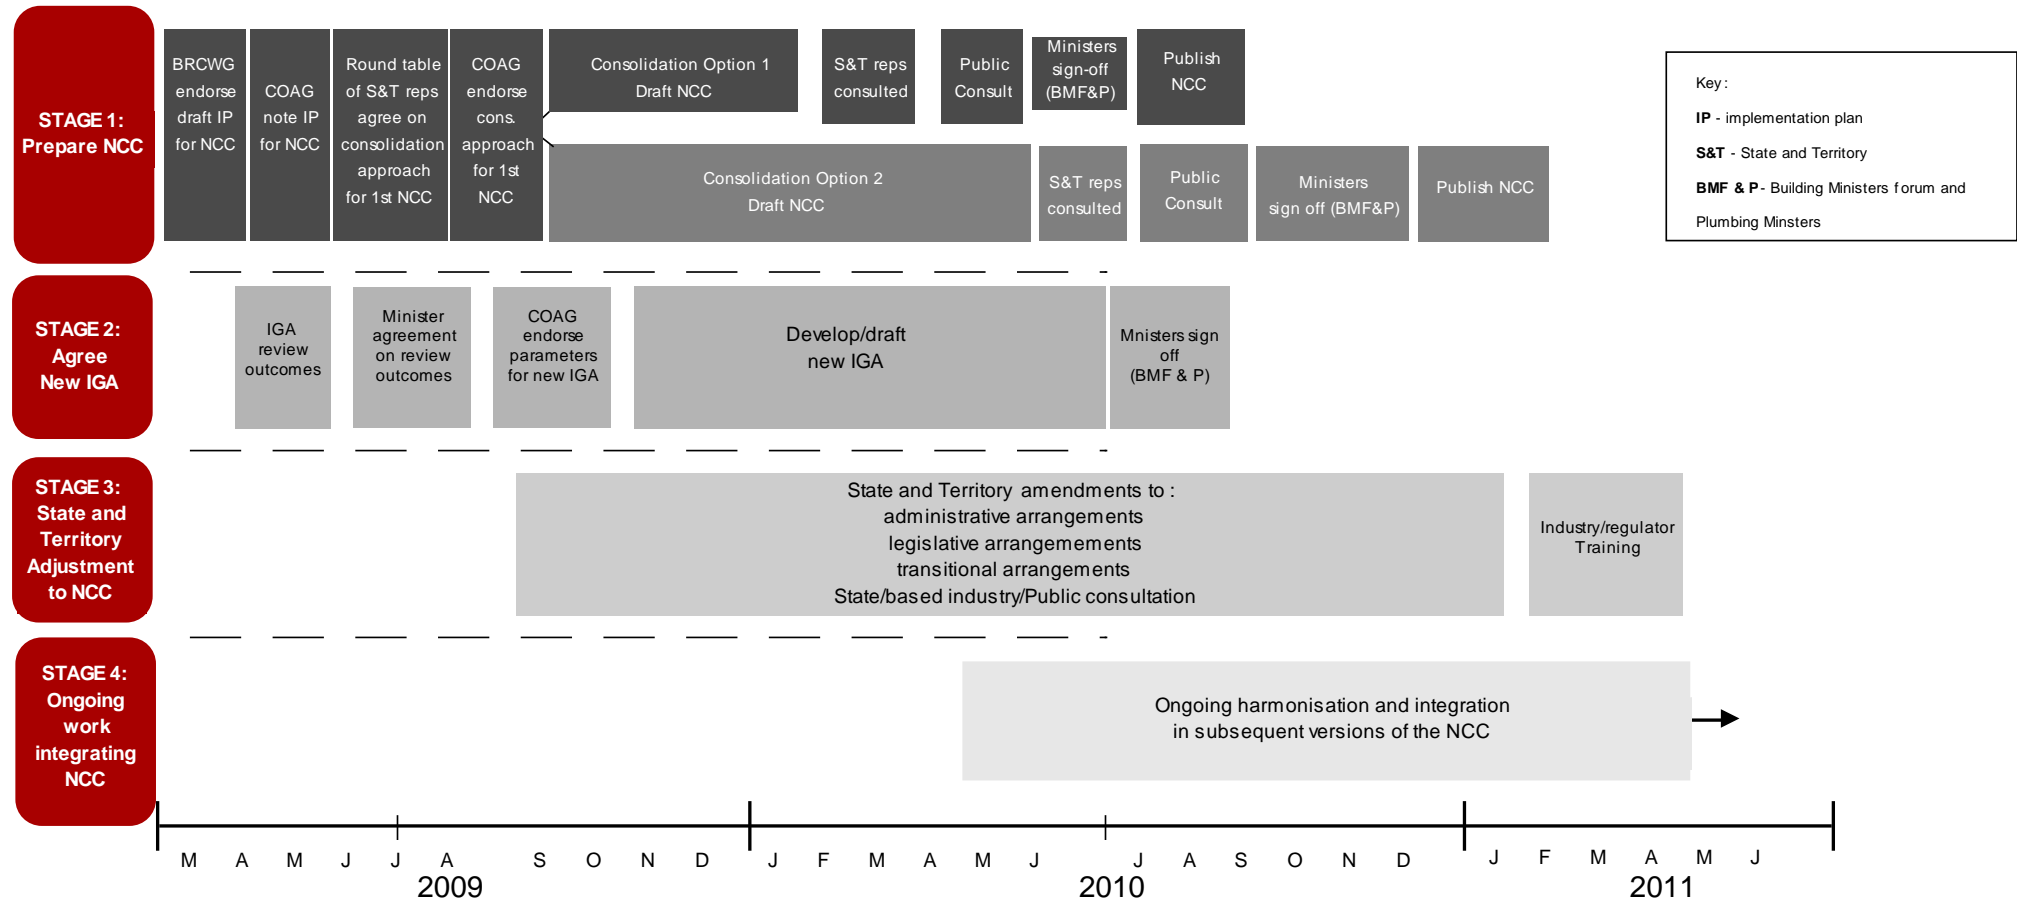 STAGE 1:
Prepare NCC
BRCWG
endorse
draft IP
for NCC
COAG
note IP
for NCC
Round table
of S&T reps
agree on
consolidation
approach
for 1st NCC
COAG
endorse
cons.
approach
for 1st
NCC
Consolidation Option 1
Draft NCC
S&T reps
consulted
Public
Consult
Ministers
sign-off
(BMF&P)
Publish
NCC
Consolidation Option 2
Draft NCC
S&T reps
consulted
Public
Consult
Ministers
sign off (BMF&P)
Publish NCC
Key:
IP - implementation plan
S&T - State and Territory
BMF & P- Building Ministers forum and
Plumbing Minsters
STAGE 2:
Agree
New IGA
IGA
review
outcomes
Minister
agreement
on review
outcomes
COAG
endorse
parameters
for new IGA
Develop/draft
new IGA
Mnisters sign
off
(BMF & P)
STAGE 3:
State and
Territory
Adjustment
to NCC
State and Territory amendments to :
administrative arrangements
legislative arrangemements
transitional arrangements
State/based industry/Public consultation
Industry/regulator
Training
STAGE 4:
Ongoing
work
integrating
NCC
Ongoing harmonisation and integration
in subsequent versions of the NCC
M A M J J A S O N D J F M A M J J A S O N D J F M A M J
2009 2010 2011